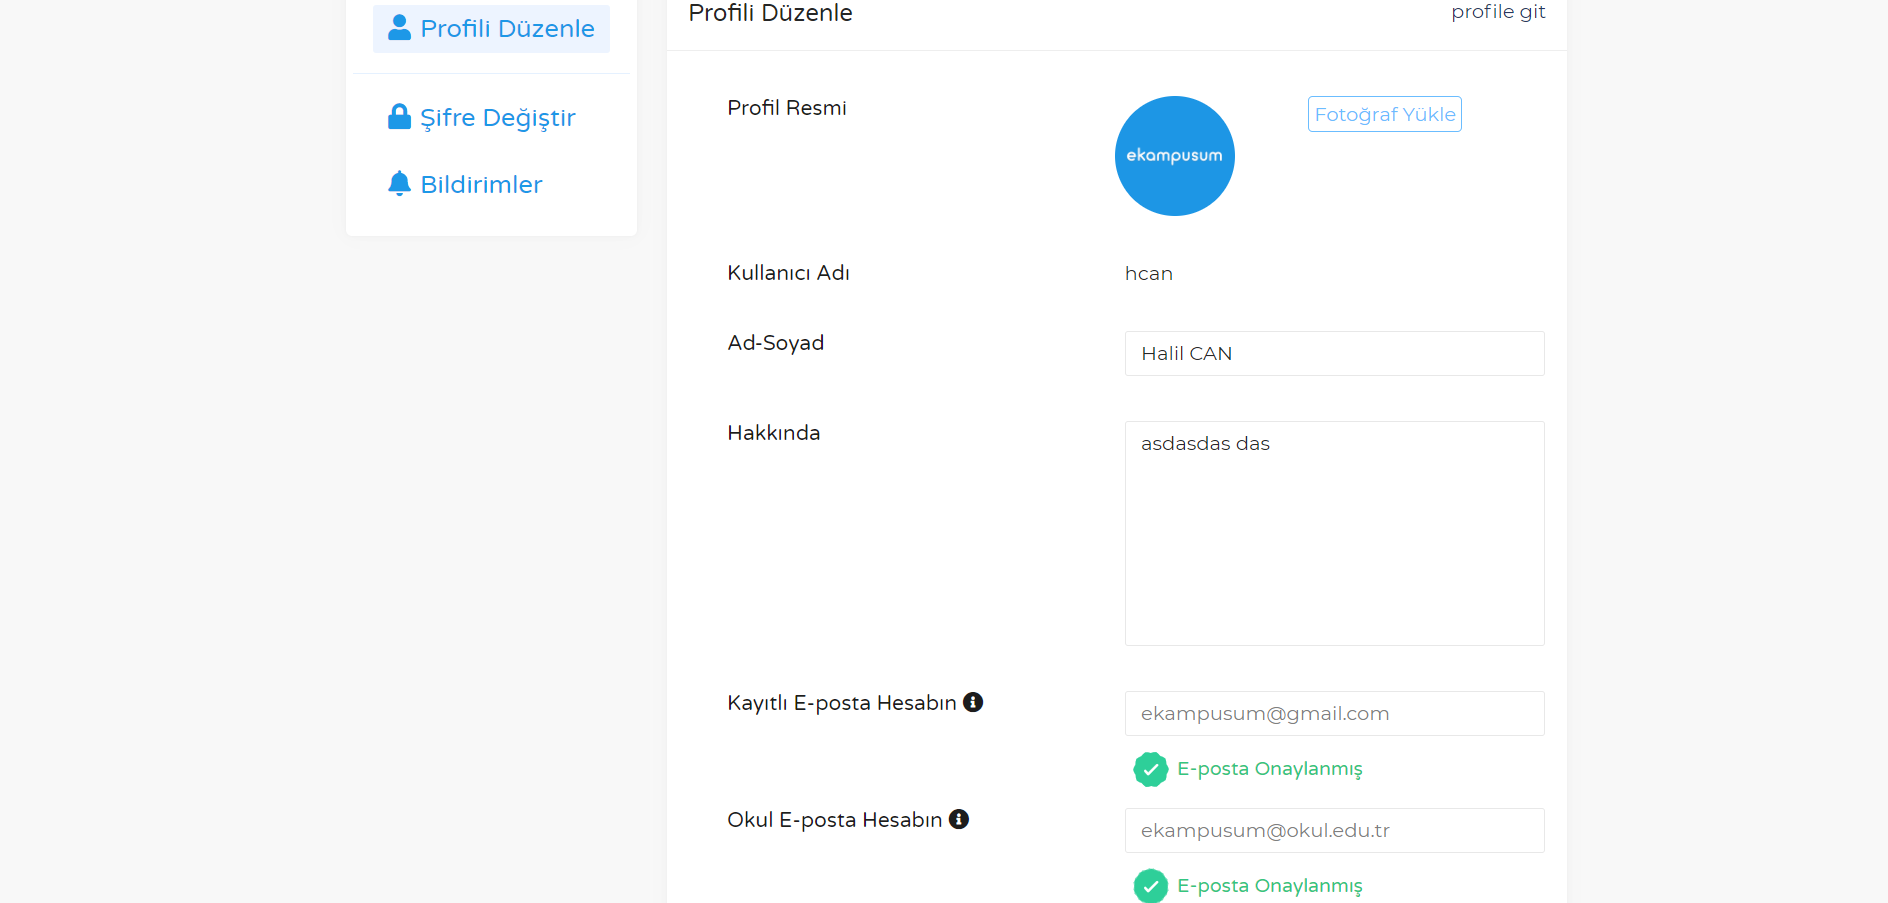 Profili Düzenle
Şifre Değiştir
Bildirimler
Profili Düzenle
profile git
Profil Resmi
ekampusum
Fotoğraf Yükle
Kullanıcı Adı
hcan
Ad-Soyad
Halil CAN
Hakkında
asdasdas das
Kayıtlı E-posta Hesabın
ekampusum@gmail.com
E-posta Onaylanmış
Okul E-posta Hesabın
ekampusum@okul.edu.tr
E-posta Onaylanmış